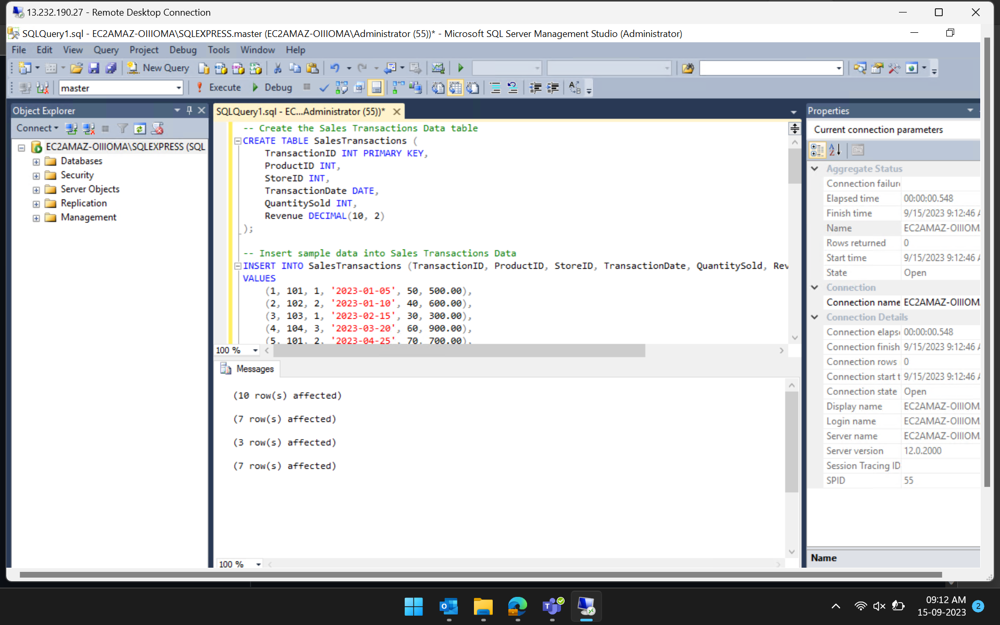 13.232.190.27 - Remote Desktop Connection
SQLQuery1.sql - EC2AMAZ-OIIIOMA\SQLEXPRESS.master (EC2AMAZ-OIIIOMA\Administrator (55))* - Microsoft SQL Server Management Studio (Administrator)
File Edit View Query Project Debug Tools Window Help
New Query
master Execute Debug
Object Explorer
Connect
EC2AMAZ-OIIIOMA\SQLEXPRESS (SQL
Databases
Security
Server Objects
Replication
Management
SQLQuery1.sql - EC...Administrator (55))*
-- Create the Sales Transactions Data table
CREATE TABLE SalesTransactions (
TransactionID INT PRIMARY KEY,
ProductID INT,
StoreID INT,
TransactionDate DATE,
QuantitySold INT,
Revenue DECIMAL(10, 2)
);
-- Insert sample data into Sales Transactions Data
INSERT INTO SalesTransactions (TransactionID, ProductID, StoreID, TransactionDate, QuantitySold, Rev
VALUES
(1, 101, 1, '2023-01-05', 50, 500.00),
(2, 102, 2, '2023-01-10', 40, 600.00),
(3, 103, 1, '2023-02-15', 30, 300.00),
(4, 104, 3, '2023-03-20', 60, 900.00),
(5, 101, 2, '2023-04-25', 70, 700.00),
100 %
Messages
(10 row(s) affected)
(7 row(s) affected)
(3 row(s) affected)
(7 row(s) affected)
100 %
Properties
Current connection parameters
Aggregate Status
Connection failure
Elapsed time 00:00:00.548
Finish time 9/15/2023 9:12:46 A
Name EC2AMAZ-OIIIOM
Rows returned 0
Start time 9/15/2023 9:12:46 A
State Open
Connection
Connection name EC2AMAZ-OIIIOM
Connection Details
Connection elapse 00:00:00.548
Connection finish 9/15/2023 9:12:46 A
Connection rows 0
Connection start t 9/15/2023 9:12:46 A
Connection state Open
Display name EC2AMAZ-OIIIOM
Login name EC2AMAZ-OIIIOM
Server name EC2AMAZ-OIIIOM
Server version 12.0.2000
Session Tracing ID
SPID 55
Name
09:12 AM
15-09-2023
2